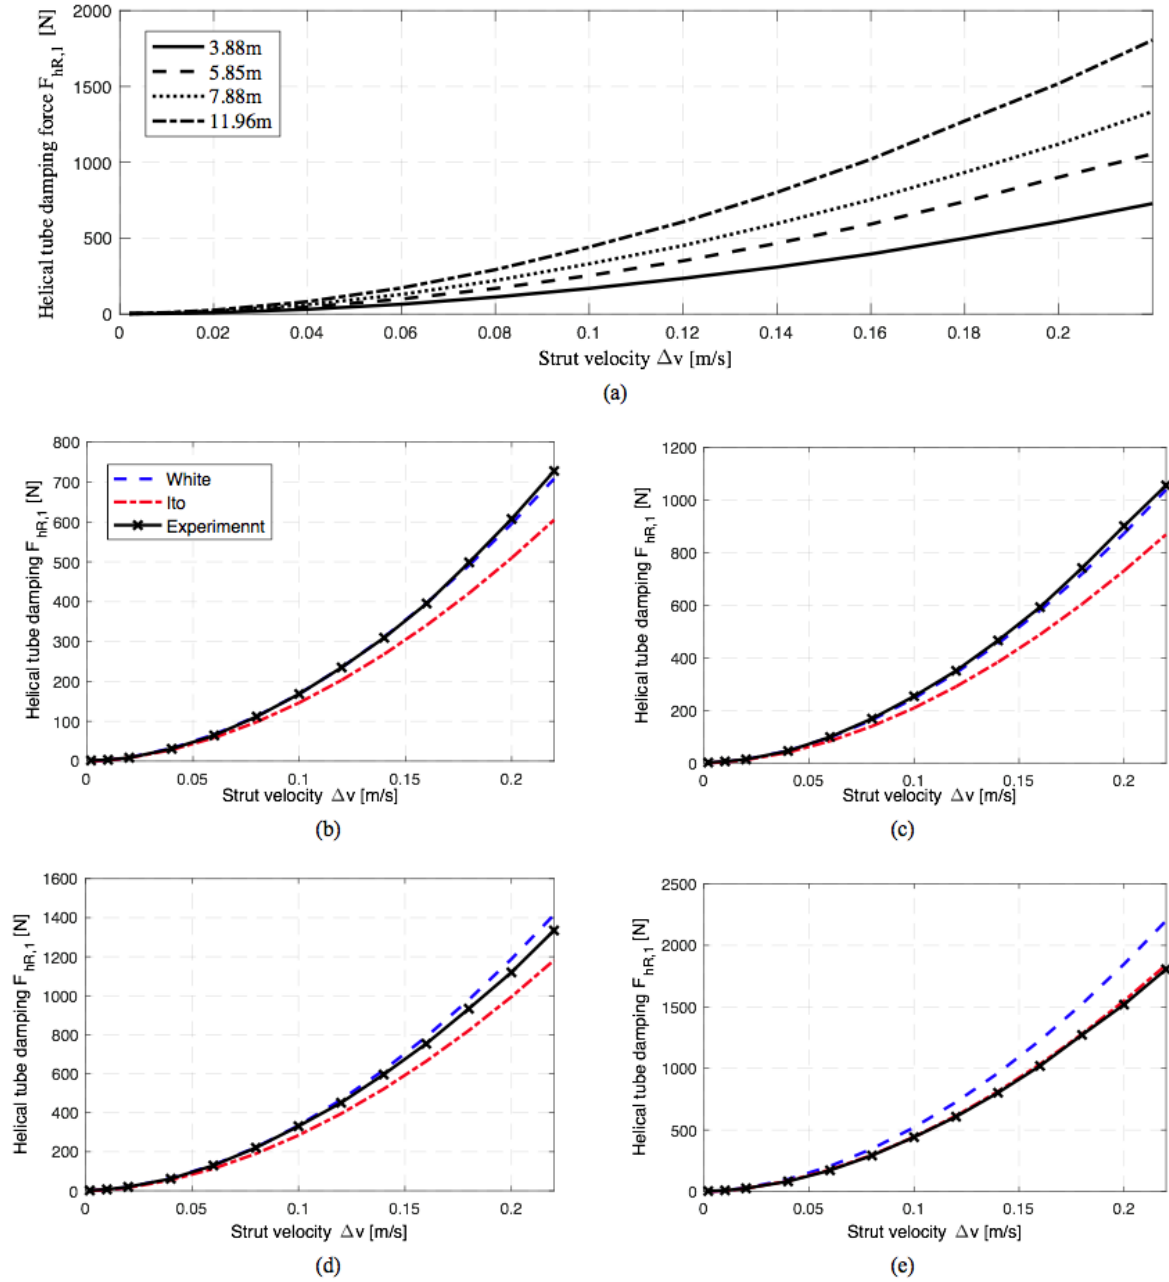 Helical tube damping force F_hR,1 [N]
2000
1500
1000
500
0
3.88m
5.85m
7.88m
11.96m
0 0.02 0.04 0.06 0.08 0.1 0.12 0.14 0.16 0.18 0.2
Strut velocity Δv [m/s]
(a)
Helical tube damping F_hR,1 [N]
800
700
600
500
400
300
200
100
0
White
Ito
Experimennt
0 0.05 0.1 0.15 0.2
Strut velocity Δv [m/s]
(b)
Helical tube damping F_hR,1 [N]
1200
1000
800
600
400
200
0
0 0.05 0.1 0.15 0.2
Strut velocity Δv [m/s]
(c)
Helical tube damping F_hR,1 [N]
1600
1400
1200
1000
800
600
400
200
0
0 0.05 0.1 0.15 0.2
Strut velocity Δv [m/s]
(d)
Helical tube damping F_hR,1 [N]
2500
2000
1500
1000
500
0
0 0.05 0.1 0.15 0.2
Strut velocity Δv [m/s]
(e)